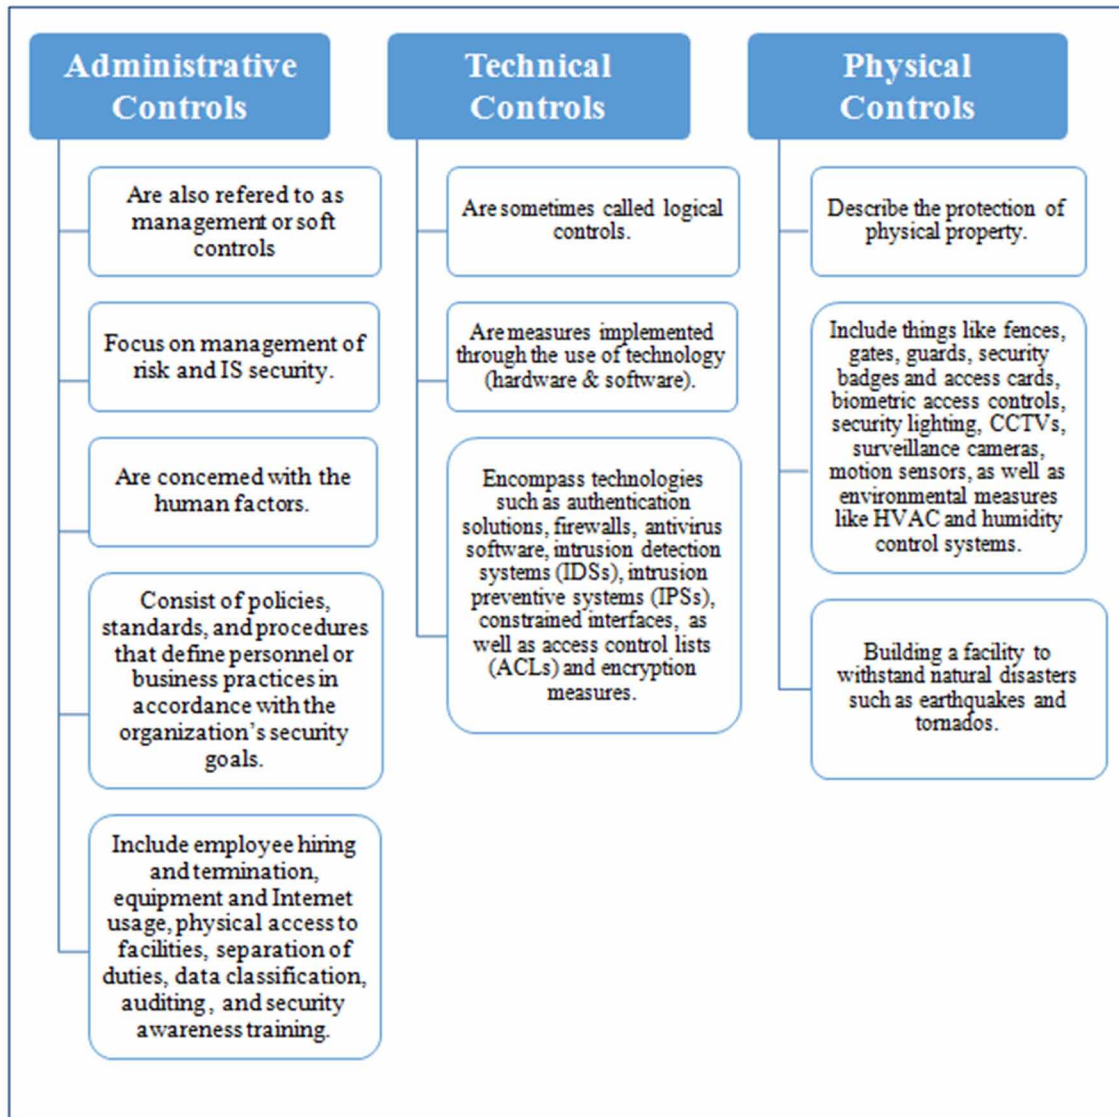 Administrative
Controls
Are also refered to as
management or soft
controls
Focus on management of
risk and IS security.
Are concerned with the
human factors.
Consist of policies,
standards, and procedures
that define personnel or
business practices in
accordance with the
organization’s security
goals.
Include employee hiring
and termination,
equipment and Internet
usage, physical access to
facilities, separation of
duties, data classification,
auditing, and security
awareness training.
Technical
Controls
Are sometimes called logical
controls.
Are measures implemented
through the use of technology
(hardware & software).
Encompass technologies
such as authentication
solutions, firewalls, antivirus
software, intrusion detection
systems (IDSs), intrusion
preventive systems (IPSs),
constrained interfaces, as
well as access control lists
(ACLs) and encryption
measures.
Physical
Controls
Describe the protection of
physical property.
Include things like fences,
gates, guards, security
badges and access cards,
biometric access controls,
security lighting, CCTVs,
surveillance cameras,
motion sensors, as well as
environmental measures
like HVAC and humidity
control systems.
Building a facility to
withstand natural disasters
such as earthquakes and
tornados.